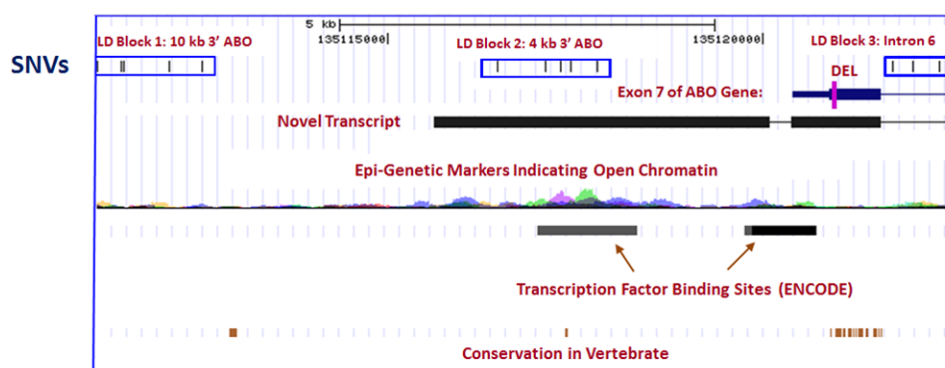 5 kb
135115000
135120000
LD Block 1: 10 kb 3’ ABO
LD Block 2: 4 kb 3’ ABO
LD Block 3: Intron 6
SNVs
DEL
Exon 7 of ABO Gene:
Novel Transcript
Epi-Genetic Markers Indicating Open Chromatin
Transcription Factor Binding Sites (ENCODE)
Conservation in Vertebrate